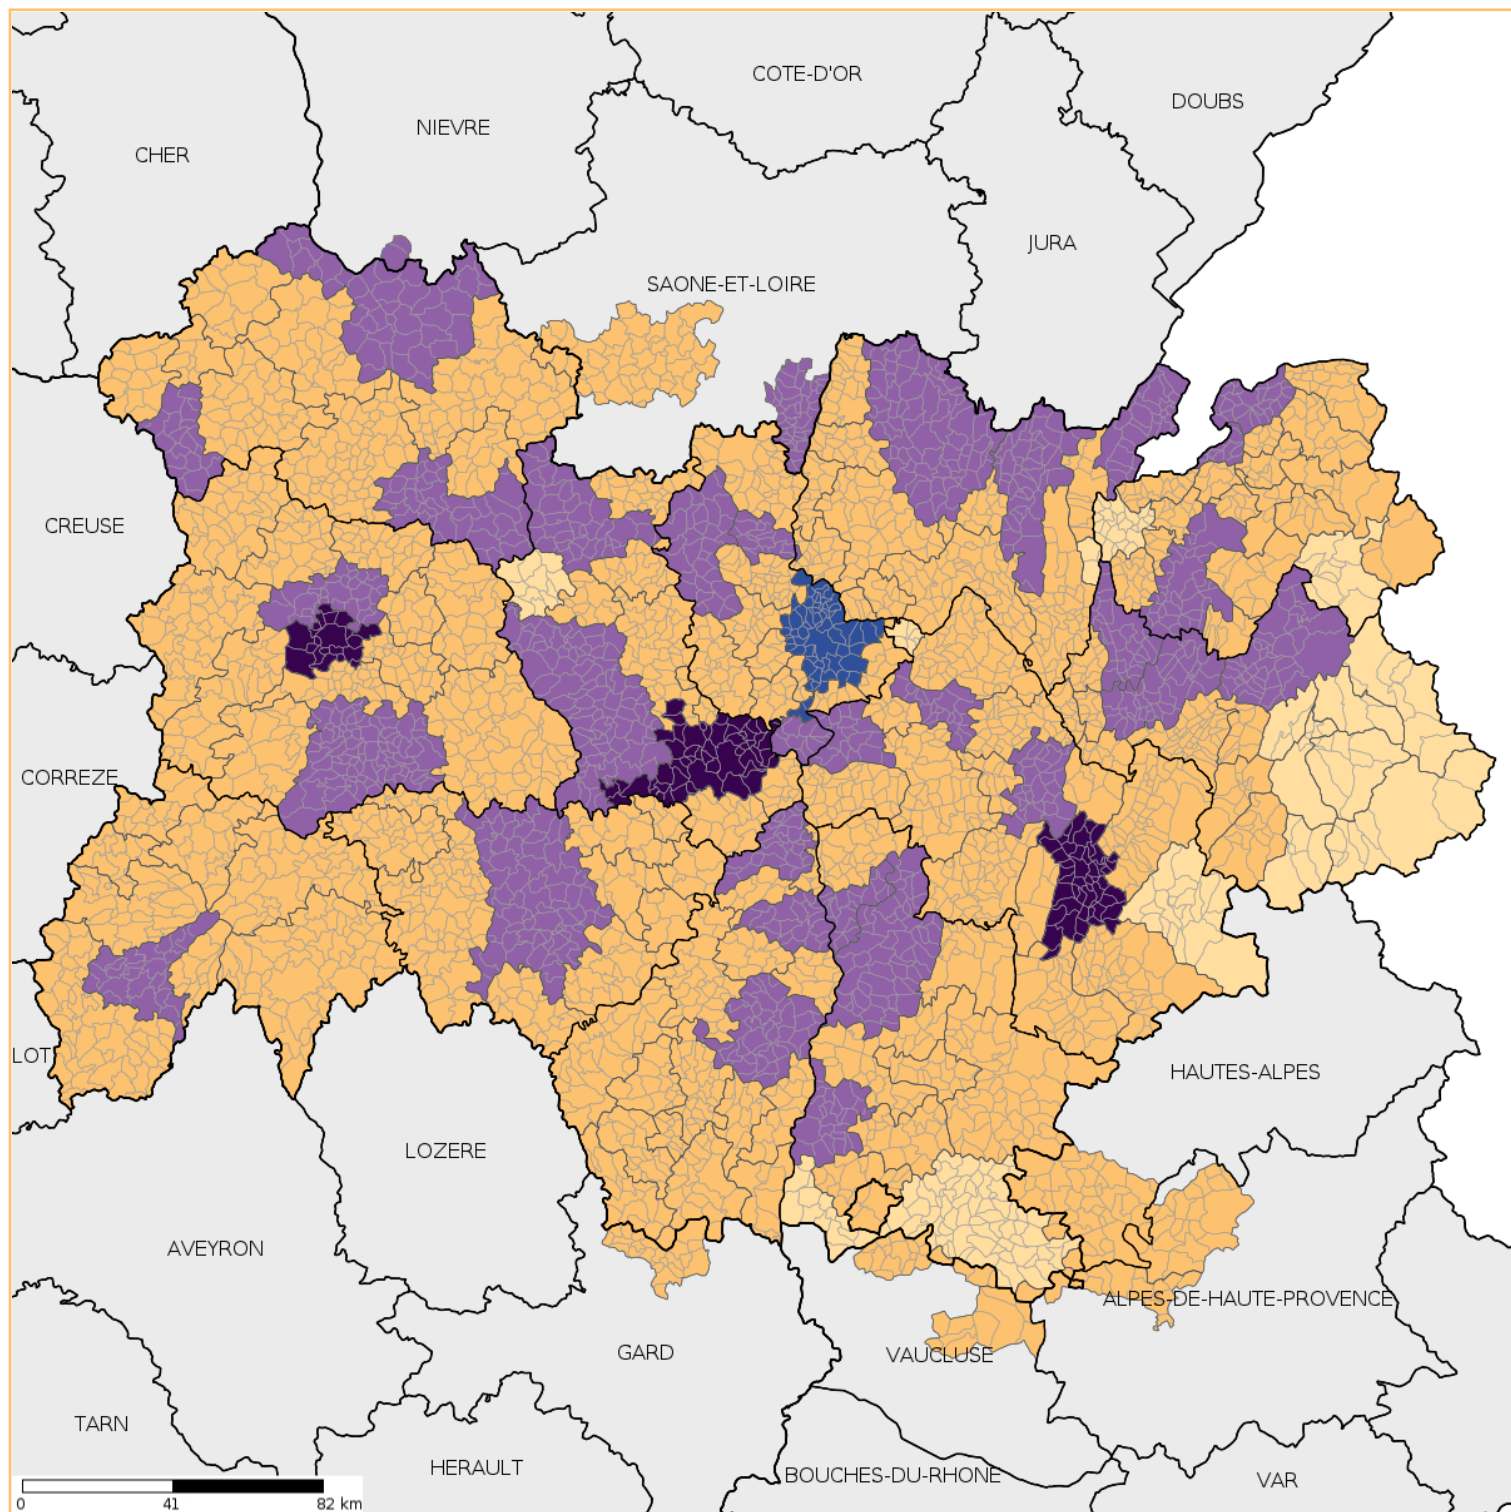 COTE-D'OR
DOUBS
NIEVRE
CHER
JURA
SAONE-ET-LOIRE
CREUSE
CORREZE
LOT
HAUTES-ALPES
LOZERE
AVEYRON
ALPES-DE-HAUTE-PROVENCE
GARD
VAUCLUSE
TARN
HERAULT
BOUCHES-DU-RHONE
VAR
0 41 82 km